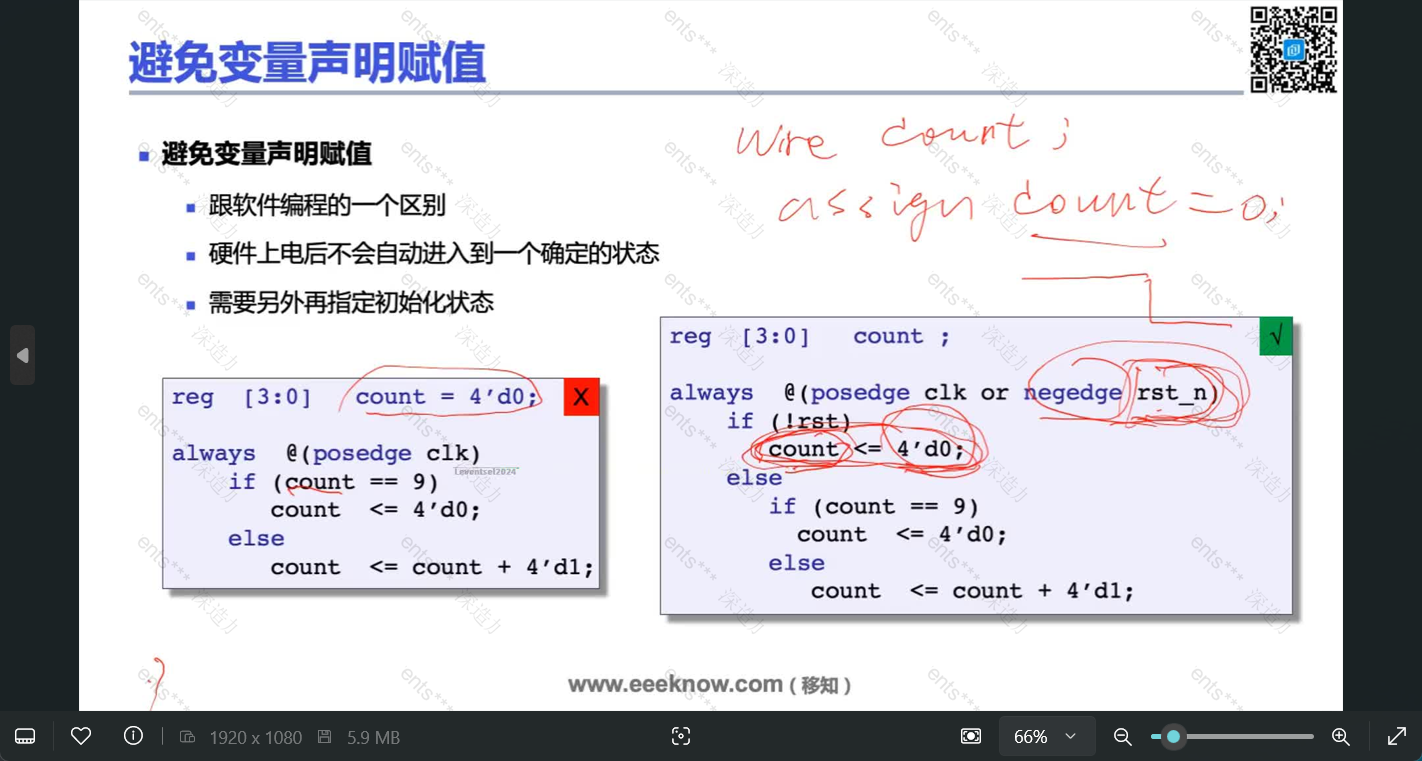 避免变量声明赋值
wire count ;
assign count = 0;
避免变量声明赋值
跟软件编程的一个区别
硬件上电后不会自动进入到一个确定的状态
需要另外再指定初始化状态
reg [3:0] count = 4’d0;
X
always @(posedge clk)
if (count == 9)
count <= 4’d0;
else
count <= count + 4’d1;
reg [3:0] count ;
√
always @(posedge clk or negedge rst_n)
if (!rst)
count <= 4’d0;
else
if (count == 9)
count <= 4’d0;
else
count <= count + 4’d1;
www.eeeknow.com ( 移知 )
ents***
深造力
1920 x 1080
5.9 MB
66%